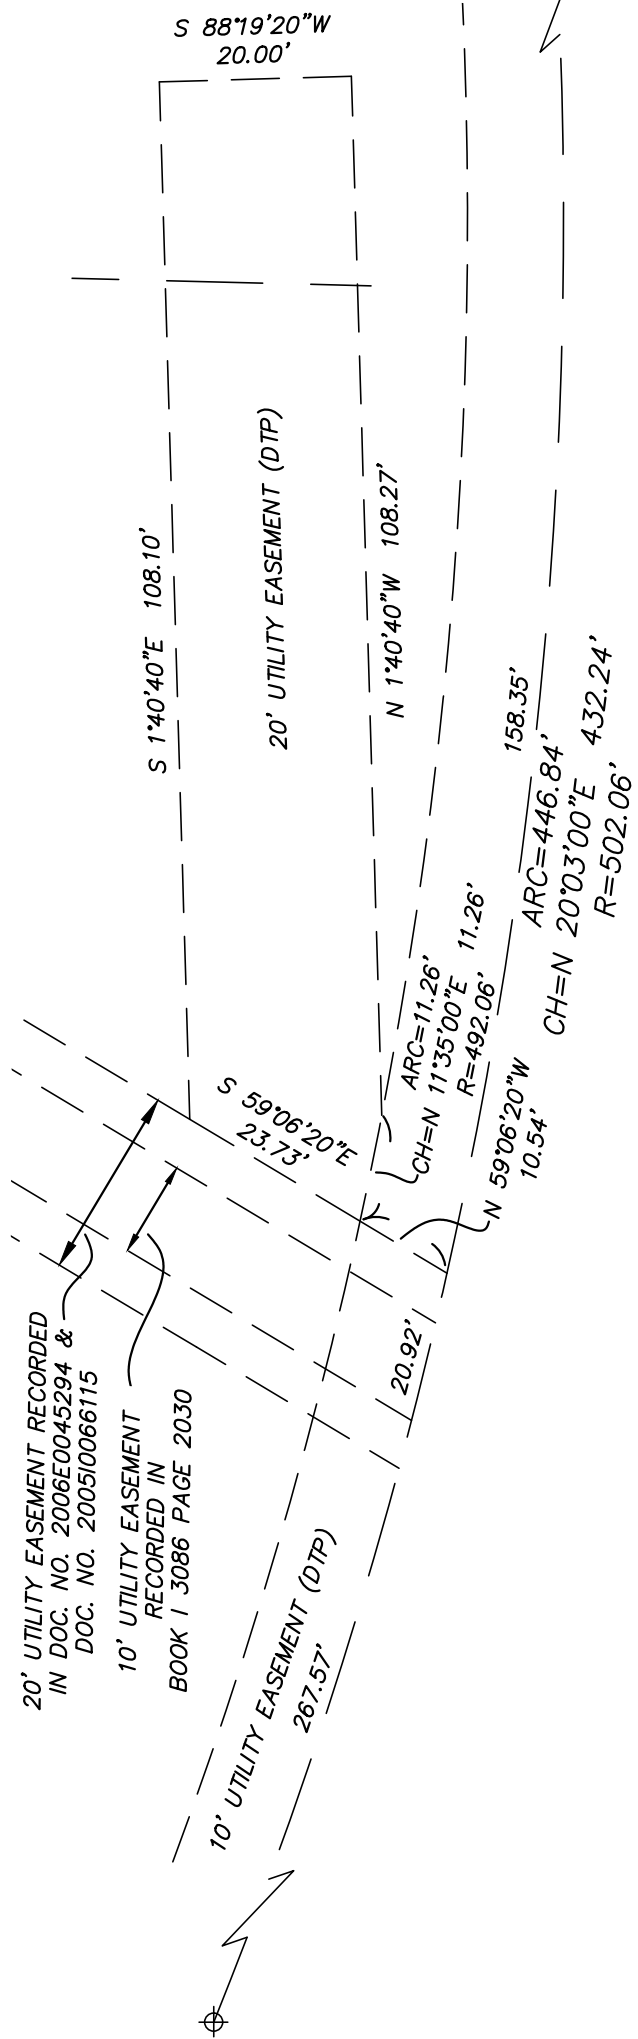 S 88°19'20"W
20.00'
S 1°40'40"E 108.10'
20' UTILITY EASEMENT (DTP)
N 1°40'40"W 108.27'
158.35'
ARC=446.84'
CH=N 20°03'00"E 432.24'
R=502.06'
ARC=11.26'
CH=N 11°35'00"E 11.26'
R=492.06'
S 59°06'20"E
23.73'
N 59°06'20"W
10.54'
20.92'
20' UTILITY EASEMENT RECORDED
IN DOC. NO. 2006E0045294 &
DOC. NO. 2005I0066115
10' UTILITY EASEMENT
RECORDED IN
BOOK I 3086 PAGE 2030
10' UTILITY EASEMENT (DTP)
267.57'